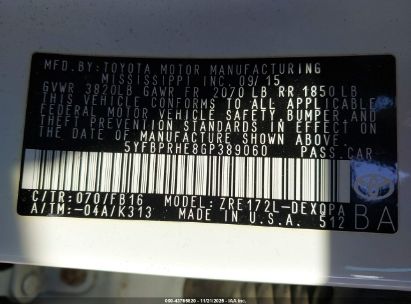 MFD.BY:TOYOTA MOTOR MANUFACTURING
MISSISSIPPI INC 09/15
GVWR 3820LB GAWR FR 2070 LB RR 1850 LB
THIS VEHICLE CONFORMS TO ALL APPLICABLE
FEDERAL MOTOR VEHICLE SAFETY, BUMPER, AND
THEFT PREVENTION STANDARDS IN EFFECT ON
THE DATE OF MANUFACTURE SHOWN ABOVE.
5YFBPRHE8GP389060 PASS.CAR
C/TR: 070/FB16 MODEL: ZRE172L-DEXQPA
A/TM:-04A/K313 MADE IN U.S.A. 512
BA